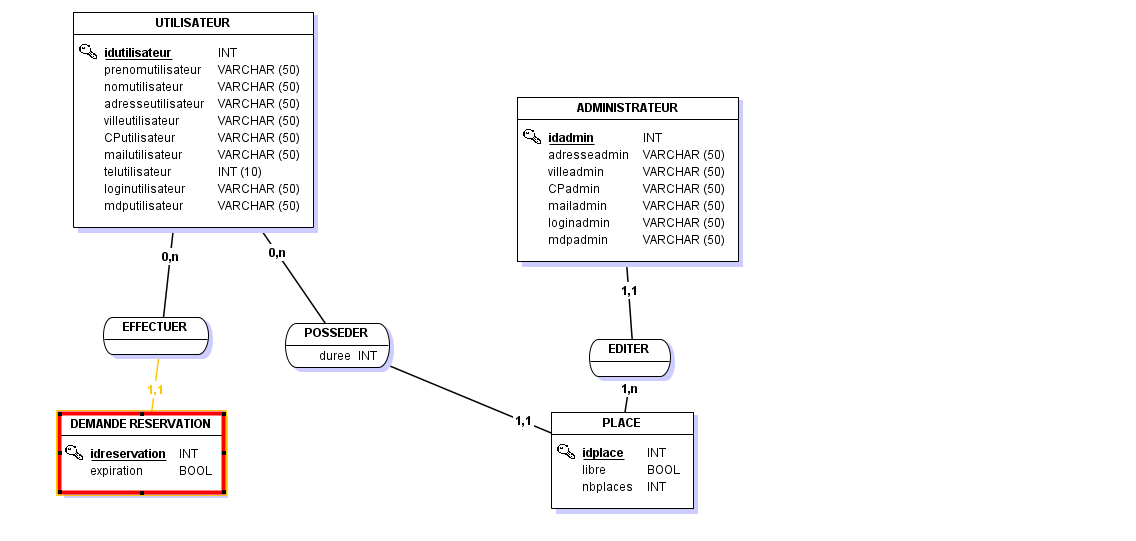 UTILISATEUR
idutilisateur INT
prenomutilisateur VARCHAR (50)
nomutilisateur VARCHAR (50)
adresseutilisateur VARCHAR (50)
villeutilisateur VARCHAR (50)
CPutilisateur VARCHAR (50)
mailutilisateur VARCHAR (50)
telutilisateur INT (10)
loginutilisateur VARCHAR (50)
mdputilisateur VARCHAR (50)
ADMINISTRATEUR
idadmin INT
adresseadmin VARCHAR (50)
villeadmin VARCHAR (50)
CPadmin VARCHAR (50)
mailadmin VARCHAR (50)
loginadmin VARCHAR (50)
mdpadmin VARCHAR (50)
0,n
0,n
1,1
EFFECTUER
POSSEDER
duree INT
EDITER
1,1
1,1
1,n
DEMANDE RESERVATION
idreservation INT
expiration BOOL
PLACE
idplace INT
libre BOOL
nbplaces INT